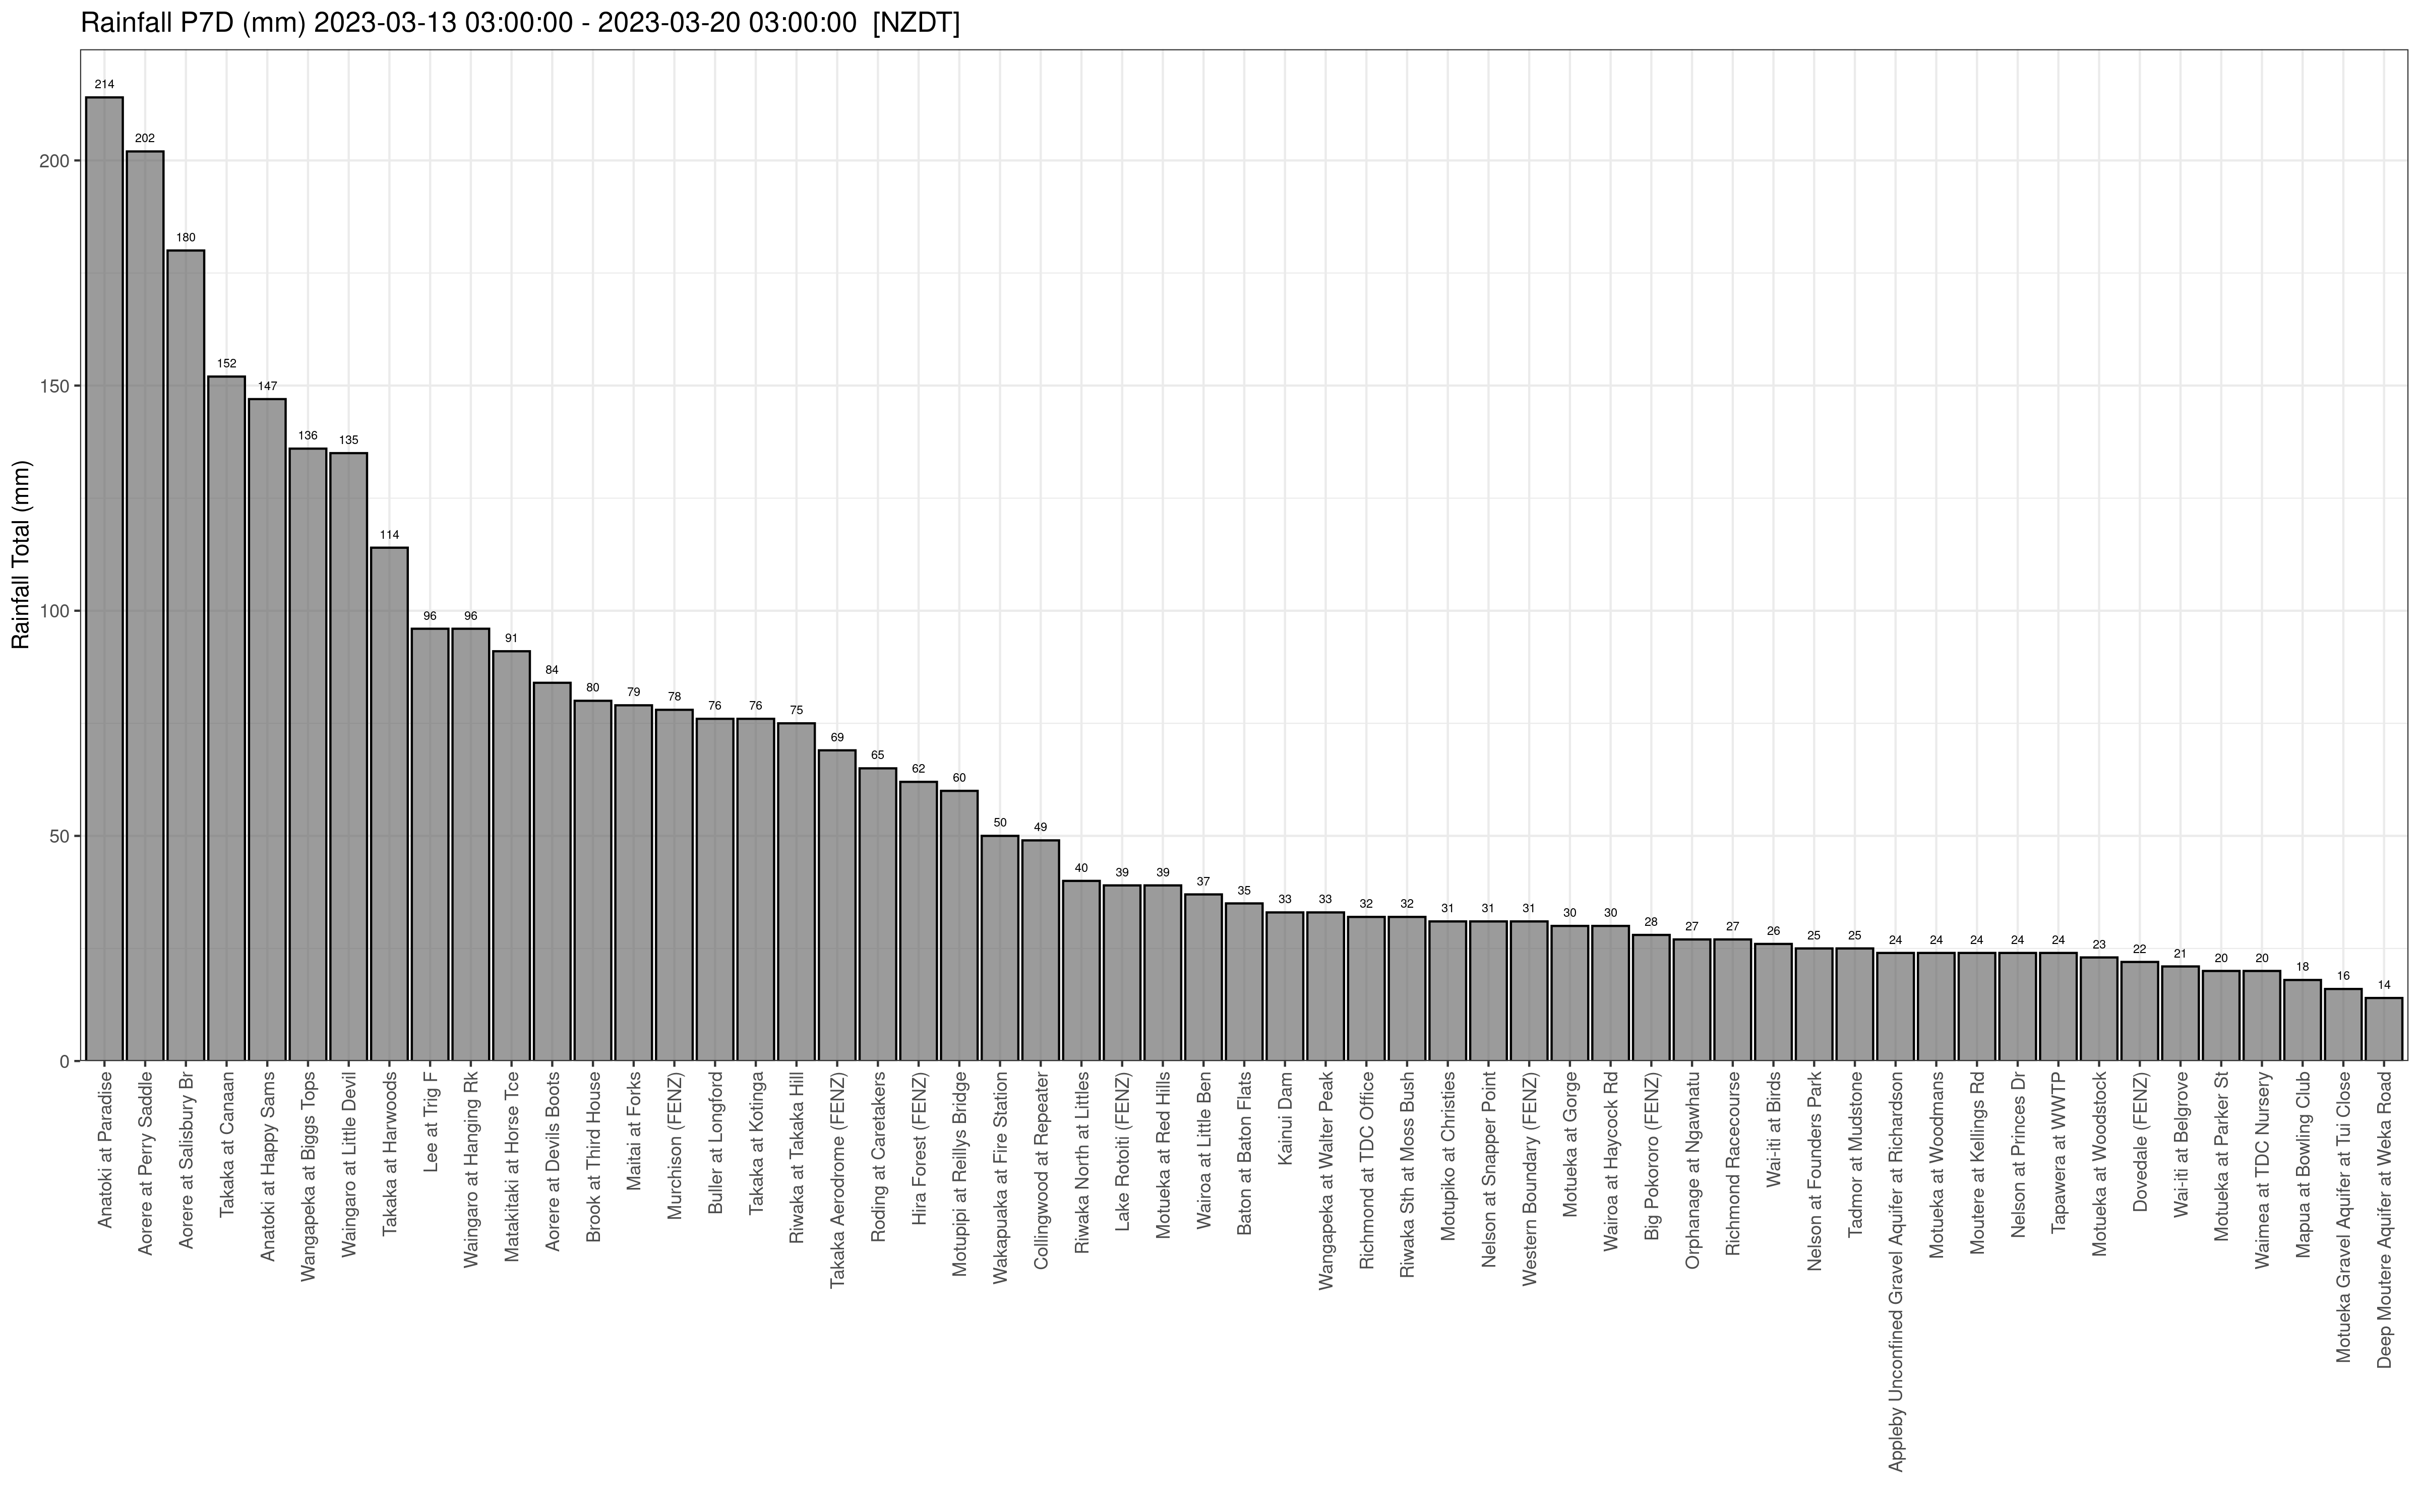 Rainfall P7D (mm) 2023-03-13 03:00:00 - 2023-03-20 03:00:00 [NZDT]
Rainfall Total (mm)
200
150
100
50
0
214
202
180
152
147
136
135
114
96
96
91
84
80
79
78
76
76
75
69
65
62
60
50
49
40
39
39
37
35
33
33
32
32
31
31
31
30
30
28
27
27
26
25
25
24
24
24
24
24
23
22
21
20
20
18
16
14
Anatoki at Paradise
Aorere at Perry Saddle
Aorere at Salisbury Br
Takaka at Canaan
Anatoki at Happy Sams
Wangapeka at Biggs Tops
Waingaro at Little Devil
Takaka at Harwoods
Lee at Trig F
Waingaro at Hanging Rk
Matakitaki at Horse Tce
Aorere at Devils Boots
Brook at Third House
Maitai at Forks
Murchison (FENZ)
Buller at Longford
Takaka at Kotinga
Riwaka at Takaka Hill
Takaka Aerodrome (FENZ)
Roding at Caretakers
Hira Forest (FENZ)
Motupipi at Reillys Bridge
Wakapuaka at Fire Station
Collingwood at Repeater
Riwaka North at Littles
Lake Rotoiti (FENZ)
Motueka at Red Hills
Wairoa at Little Ben
Baton at Baton Flats
Kainui Dam
Wangapeka at Walter Peak
Richmond at TDC Office
Riwaka Sth at Moss Bush
Motupiko at Christies
Nelson at Snapper Point
Western Boundary (FENZ)
Motueka at Gorge
Wairoa at Haycock Rd
Big Pokororo (FENZ)
Orphanage at Ngawhatu
Richmond Racecourse
Wai-iti at Birds
Nelson at Founders Park
Tadmor at Mudstone
Appleby Unconfined Gravel Aquifer at Richardson
Motueka at Woodmans
Moutere at Kellings Rd
Nelson at Princes Dr
Tapawera at WWTP
Motueka at Woodstock
Dovedale (FENZ)
Wai-iti at Belgrove
Motueka at Parker St
Waimea at TDC Nursery
Mapua at Bowling Club
Motueka Gravel Aquifer at Tui Close
Deep Moutere Aquifer at Weka Road